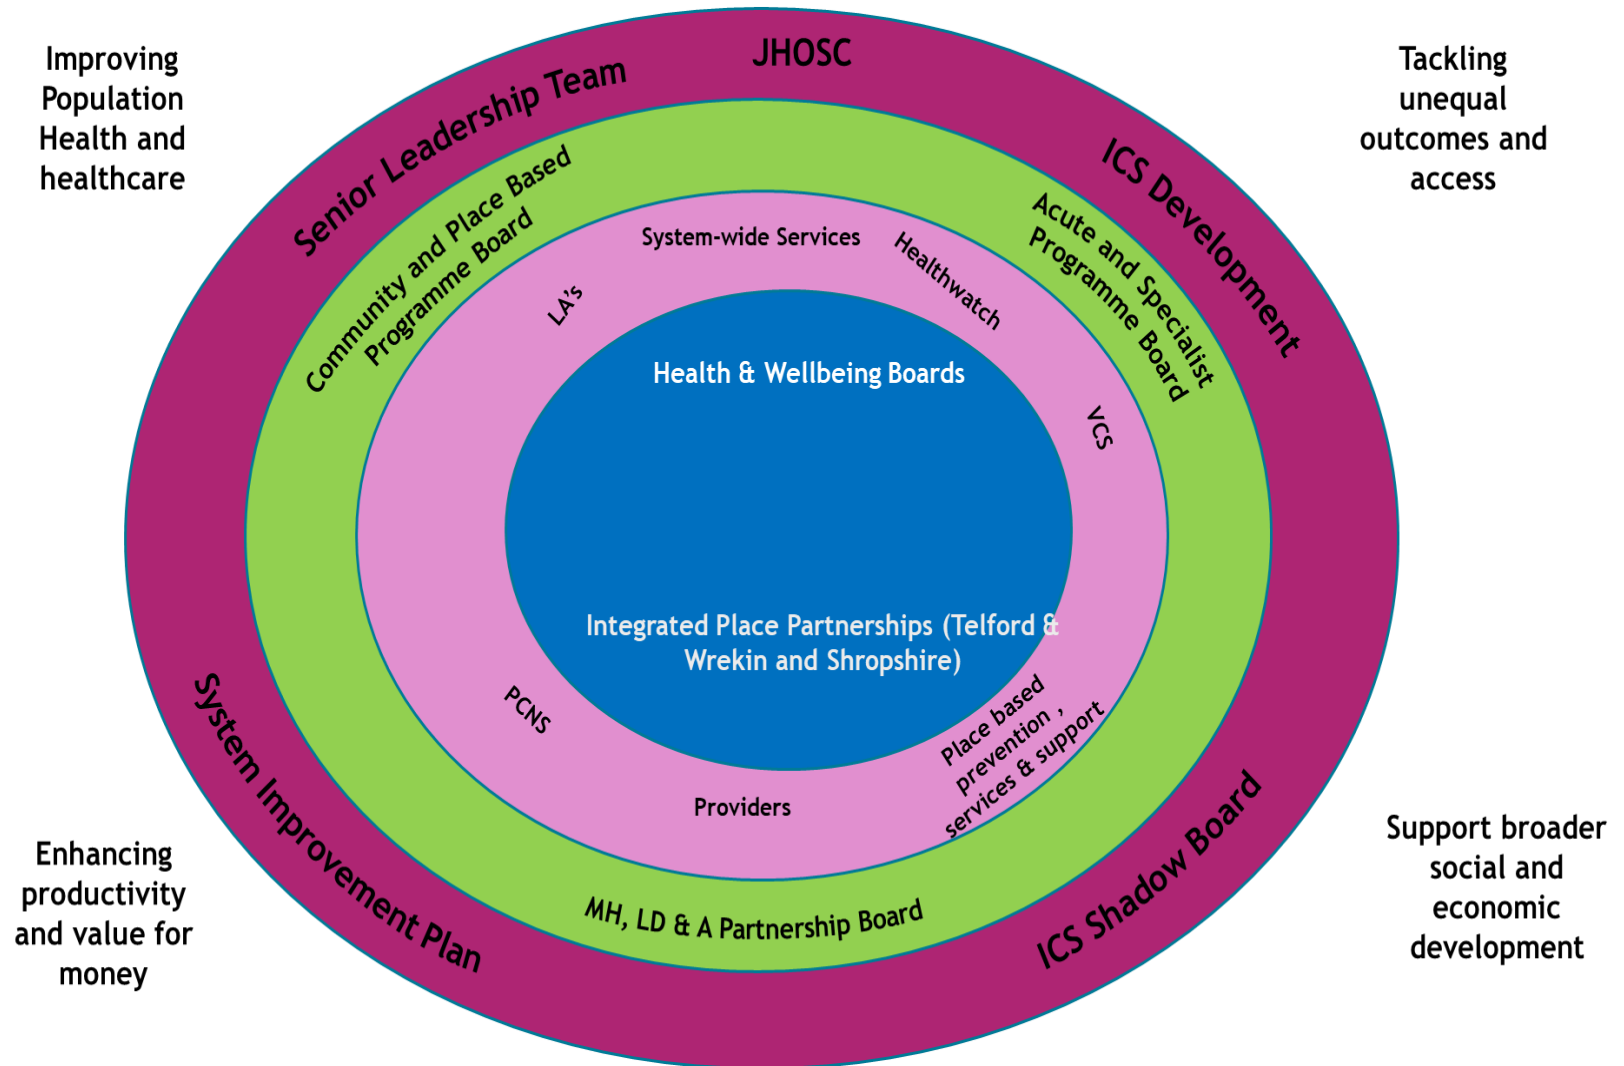 Improving
Population
Health and
healthcare
Tackling
unequal
outcomes and
access
JHOSC
Senior Leadership Team
ICS Development
Community and Place Based
Programme Board
Acute and Specialist
Programme Board
System-wide Services
Healthwatch
LA's
VCS
Health & Wellbeing Boards
Integrated Place Partnerships (Telford &
Wrekin and Shropshire)
PCNS
Place based
prevention ,
services & support
Providers
MH, LD & A Partnership Board
System Improvement Plan
ICS Shadow Board
Enhancing
productivity
and value for
money
Support broader
social and
economic
development